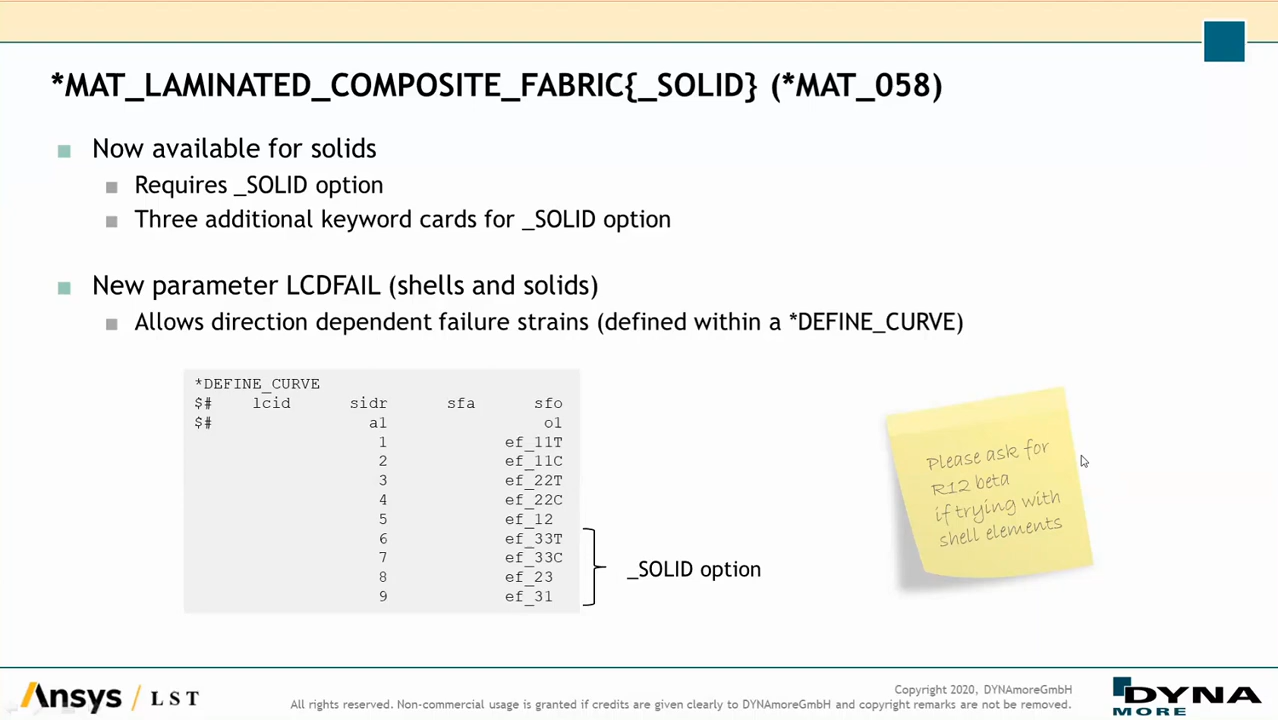 *MAT_LAMINATED_COMPOSITE_FABRIC{_SOLID} (*MAT_058)
Now available for solids
Requires _SOLID option
Three additional keyword cards for _SOLID option
New parameter LCDFAIL (shells and solids)
Allows direction dependent failure strains (defined within a *DEFINE_CURVE)
*DEFINE_CURVE
$# lcid sidr sfa sfo
$# a1 o1
1 ef_11T
2 ef_11C
3 ef_22T
4 ef_22C
5 ef_12
6 ef_33T
7 ef_33C
8 ef_23
9 ef_31
_SOLID option
Please ask for
R12 beta
if trying with
shell elements
Ansys / LST
Copyright 2020, DYNAmoreGmbH
All rights reserved. Non-commercial usage is granted if credits are given clearly to DYNAmoreGmbH and copyright remarks are not be removed.
DYNA
MORE